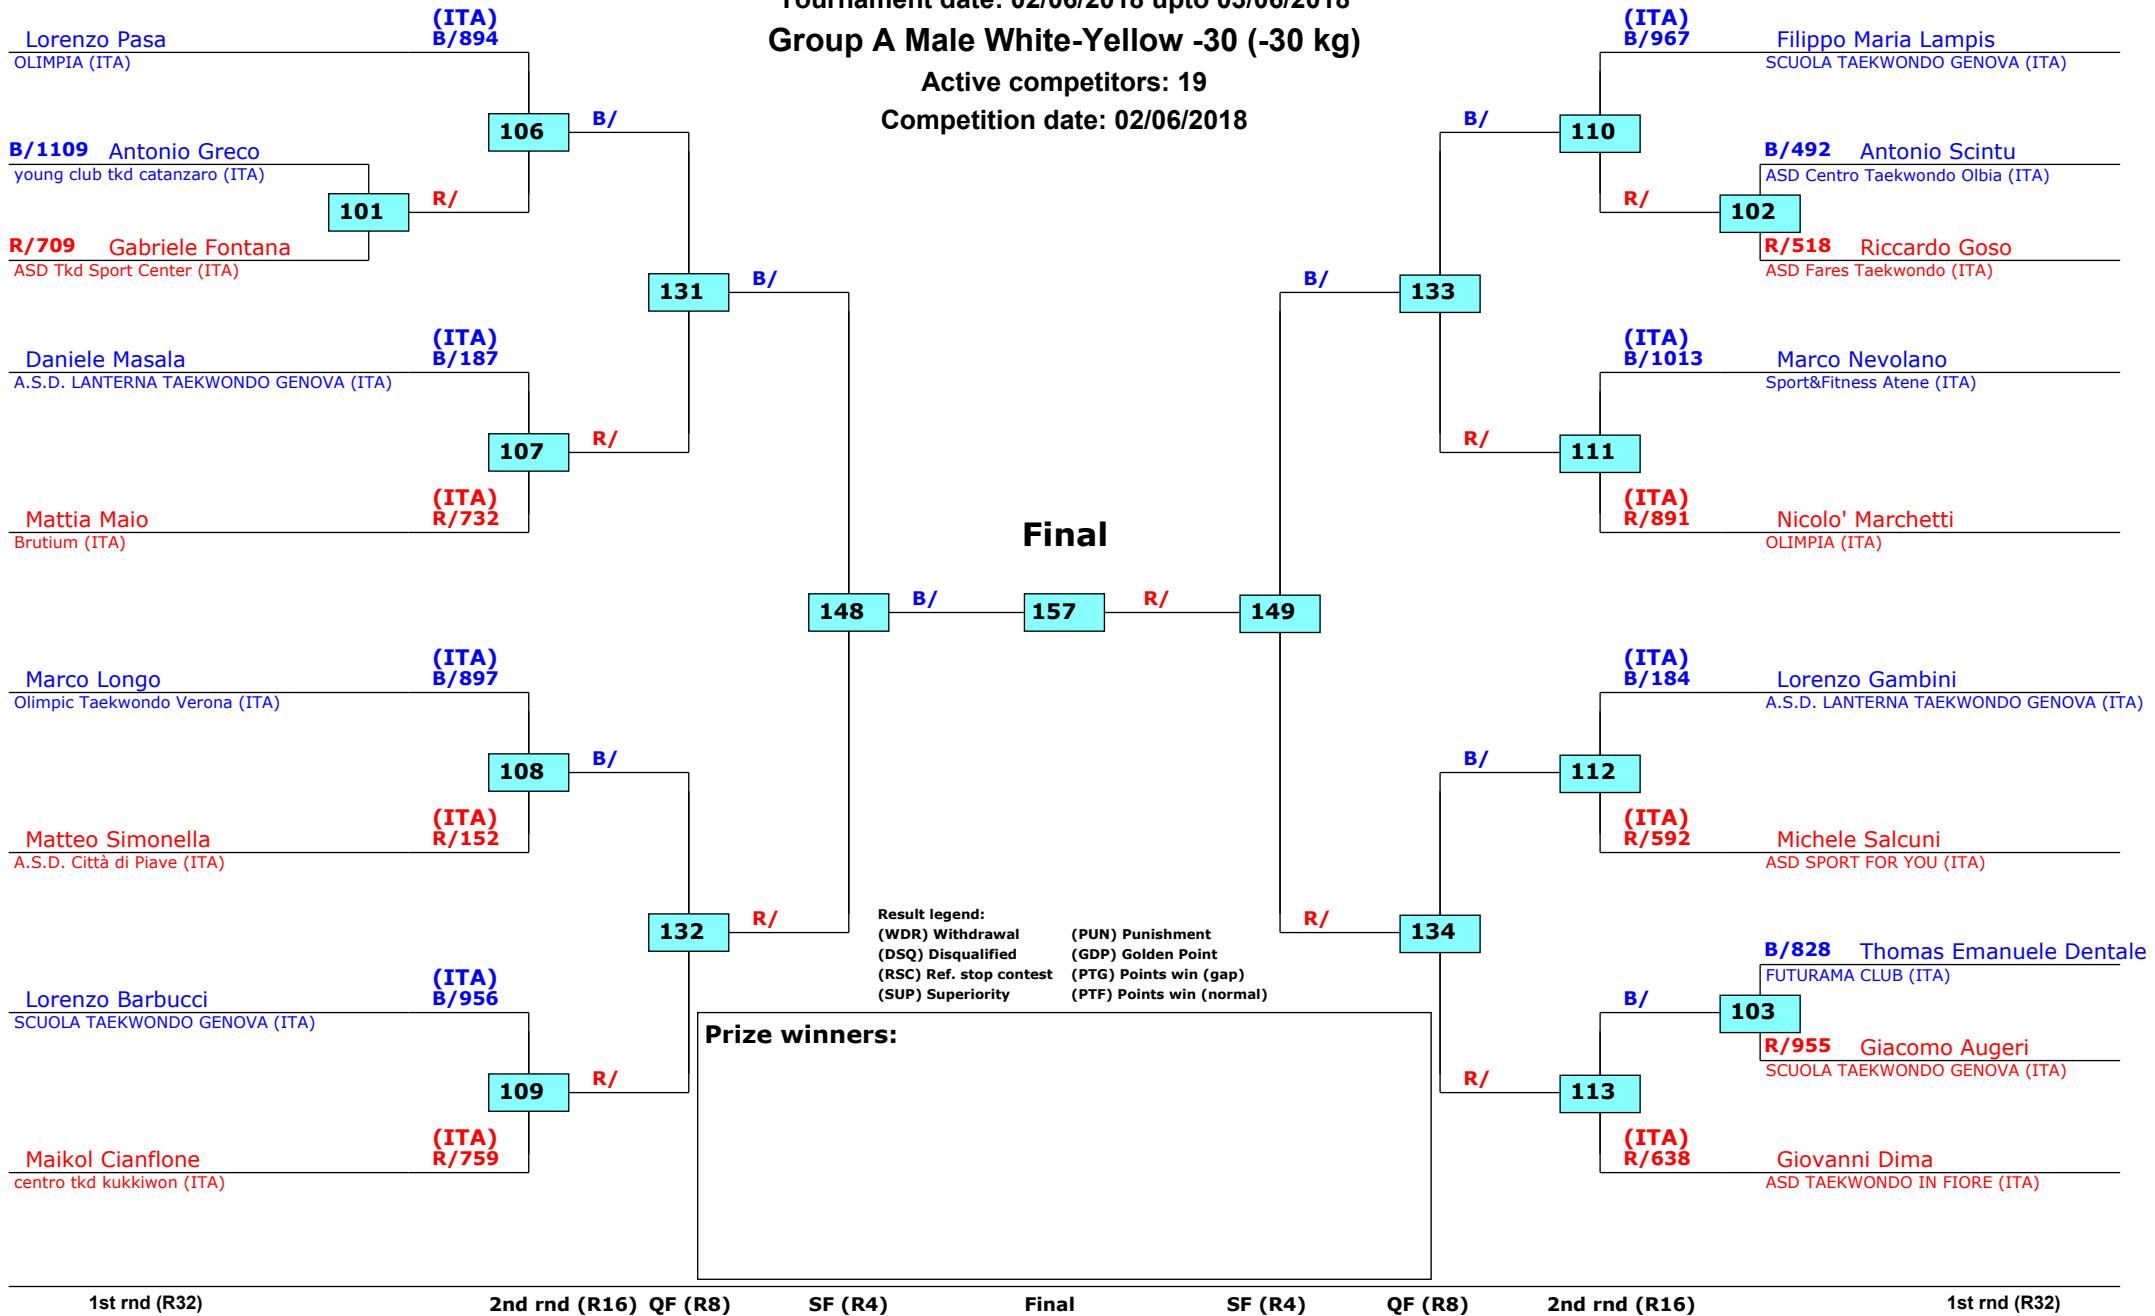 Tournament date: 02/06/2018 upto 03/06/2018
Group A Male White-Yellow -30 (-30 kg)
Active competitors: 19
Competition date: 02/06/2018
(ITA)
Lorenzo Pasa B/894
OLIMPIA (ITA)
106
B/
B/1109 Antonio Greco
young club tkd catanzaro (ITA)
101
R/
R/709 Gabriele Fontana
ASD Tkd Sport Center (ITA)
131
B/
(ITA)
Daniele Masala B/187
A.S.D. LANTERNA TAEKWONDO GENOVA (ITA)
107
R/
(ITA)
Mattia Maio R/732
Brutium (ITA)
148
B/
(ITA)
Marco Longo B/897
Olimpic Taekwondo Verona (ITA)
108
B/
(ITA)
Matteo Simonella R/152
A.S.D. Città di Piave (ITA)
132
R/
(ITA)
Lorenzo Barbucci B/956
SCUOLA TAEKWONDO GENOVA (ITA)
109
R/
(ITA)
Maikol Cianflone R/759
centro tkd kukkiwon (ITA)
Final
157
(ITA)
B/967 Filippo Maria Lampis
SCUOLA TAEKWONDO GENOVA (ITA)
B/
110
B/492 Antonio Scintu
ASD Centro Taekwondo Olbia (ITA)
R/
102
R/518 Riccardo Goso
ASD Fares Taekwondo (ITA)
B/
133
(ITA)
B/1013 Marco Nevolano
Sport&Fitness Atene (ITA)
R/
111
(ITA)
R/891 Nicolo' Marchetti
OLIMPIA (ITA)
R/
149
(ITA)
B/184 Lorenzo Gambini
A.S.D. LANTERNA TAEKWONDO GENOVA (ITA)
B/
112
(ITA)
R/592 Michele Salcuni
ASD SPORT FOR YOU (ITA)
R/
134
B/828 Thomas Emanuele Dentale
FUTURAMA CLUB (ITA)
B/
103
R/955 Giacomo Augeri
SCUOLA TAEKWONDO GENOVA (ITA)
R/
113
(ITA)
R/638 Giovanni Dima
ASD TAEKWONDO IN FIORE (ITA)
Result legend:
(WDR) Withdrawal (PUN) Punishment
(DSQ) Disqualified (GDP) Golden Point
(RSC) Ref. stop contest (PTG) Points win (gap)
(SUP) Superiority (PTF) Points win (normal)
Prize winners:
1st rnd (R32) 2nd rnd (R16) QF (R8) SF (R4) Final SF (R4) QF (R8) 2nd rnd (R16) 1st rnd (R32)